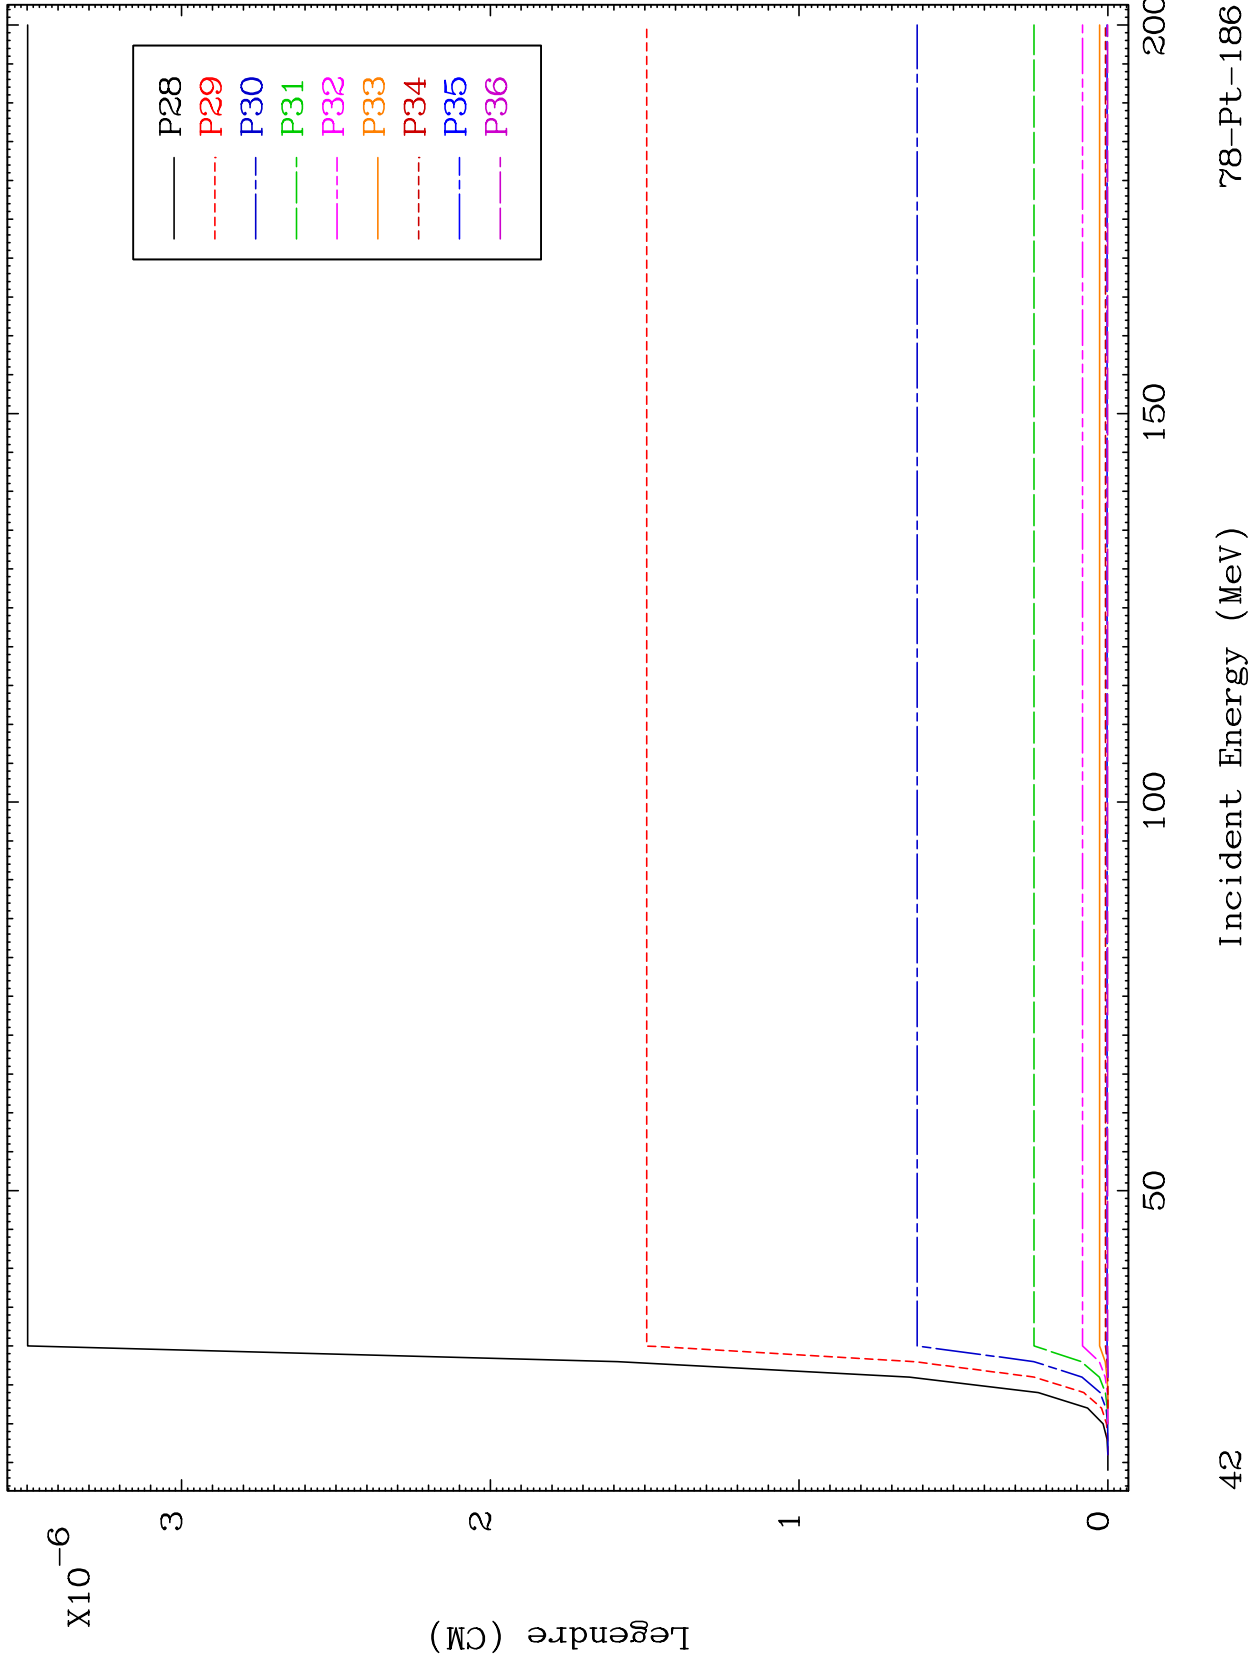 X10-6
Legendre (CM)
3
2
1
0
P28
P29
P30
P31
P32
P33
P34
P35
P36
50
100
150
200
Incident Energy (MeV)
42
78-Pt-186